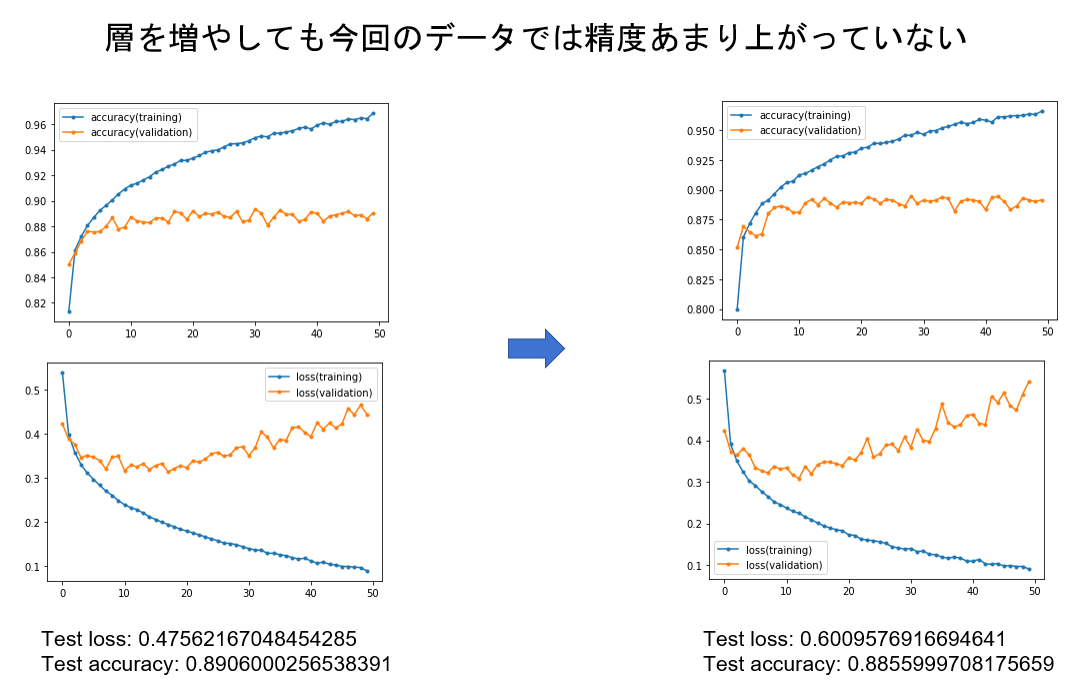 層を増やしても今回のデータでは精度あまり上がっていない
accuracy(training)
accuracy(validation)
0.96
0.94
0.92
0.90
0.88
0.86
0.84
0.82
0 10 20 30 40 50
accuracy(training)
accuracy(validation)
0.950
0.925
0.900
0.875
0.850
0.825
0.800
0 10 20 30 40 50
loss(training)
loss(validation)
0.5
0.4
0.3
0.2
0.1
0 10 20 30 40 50
0.5
0.4
0.3
0.2
0.1
loss(training)
loss(validation)
0 10 20 30 40 50
Test loss: 0.47562167048454285
Test accuracy: 0.8906000256538391
Test loss: 0.6009576916694641
Test accuracy: 0.8855999708175659